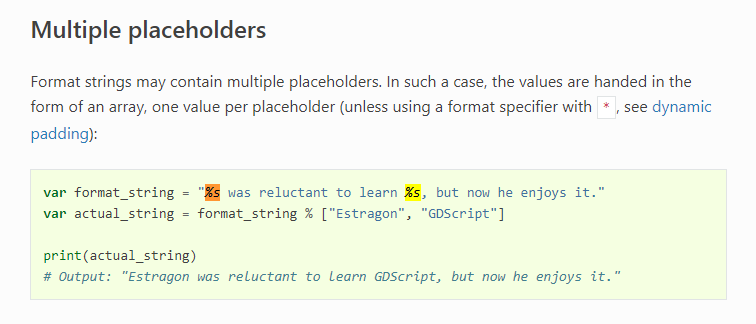 Multiple placeholders
Format strings may contain multiple placeholders. In such a case, the values are handed in the
form of an array, one value per placeholder (unless using a format specifier with *, see dynamic
padding):
var format_string = "%s was reluctant to learn %s, but now he enjoys it."
var actual_string = format_string % ["Estragon", "GDScript"]
print(actual_string)
# Output: "Estragon was reluctant to learn GDScript, but now he enjoys it."